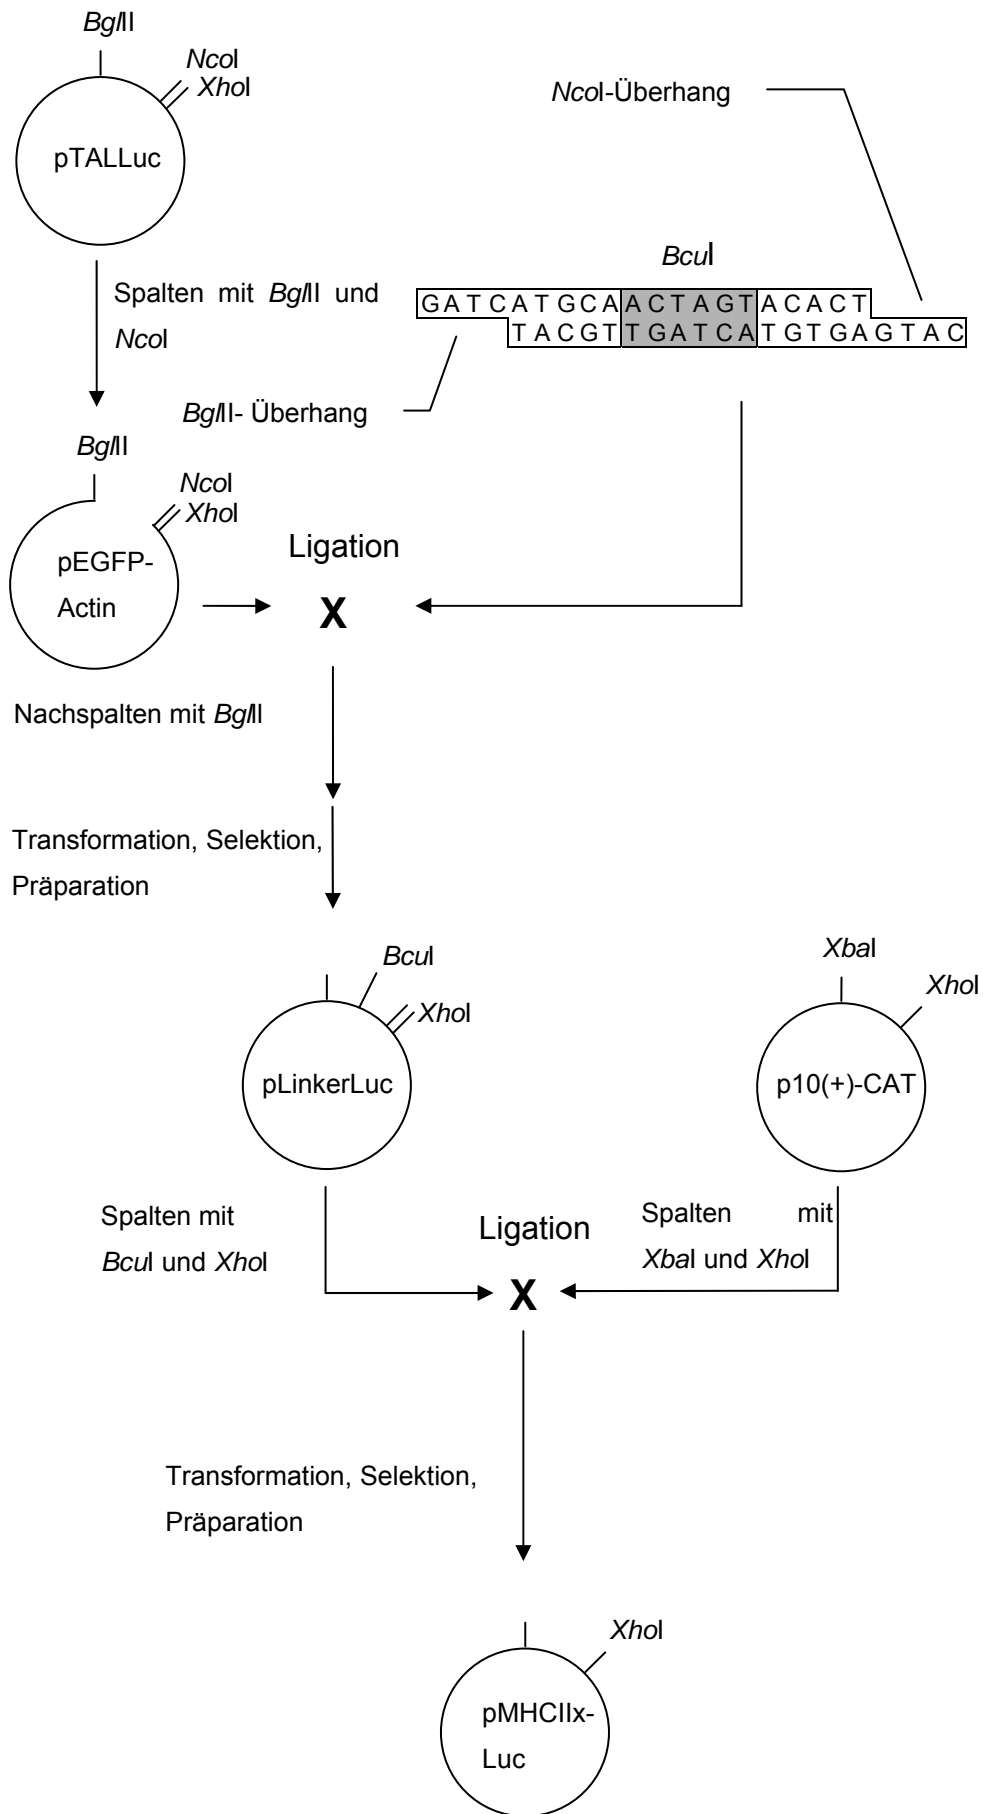 BglII
NcoI
XhoI
pTALLuc
NcoI-Überhang
BcuI
Spalten mit BglII und
NcoI
GATCATGCAACTAGTACACT
TACGTTGATCATGTGAGTAC
BglII- Überhang
BglII
NcoI
XhoI
pEGFP-
Actin
Ligation
X
Nachspalten mit BglII
Transformation, Selektion,
Präparation
BcuI
XhoI
pLinkerLuc
XbaI
XhoI
p10(+)-CAT
Spalten mit
BcuI und XhoI
Ligation
X
Spalten mit
XbaI und XhoI
Transformation, Selektion,
Präparation
XhoI
pMHCIIx-
Luc